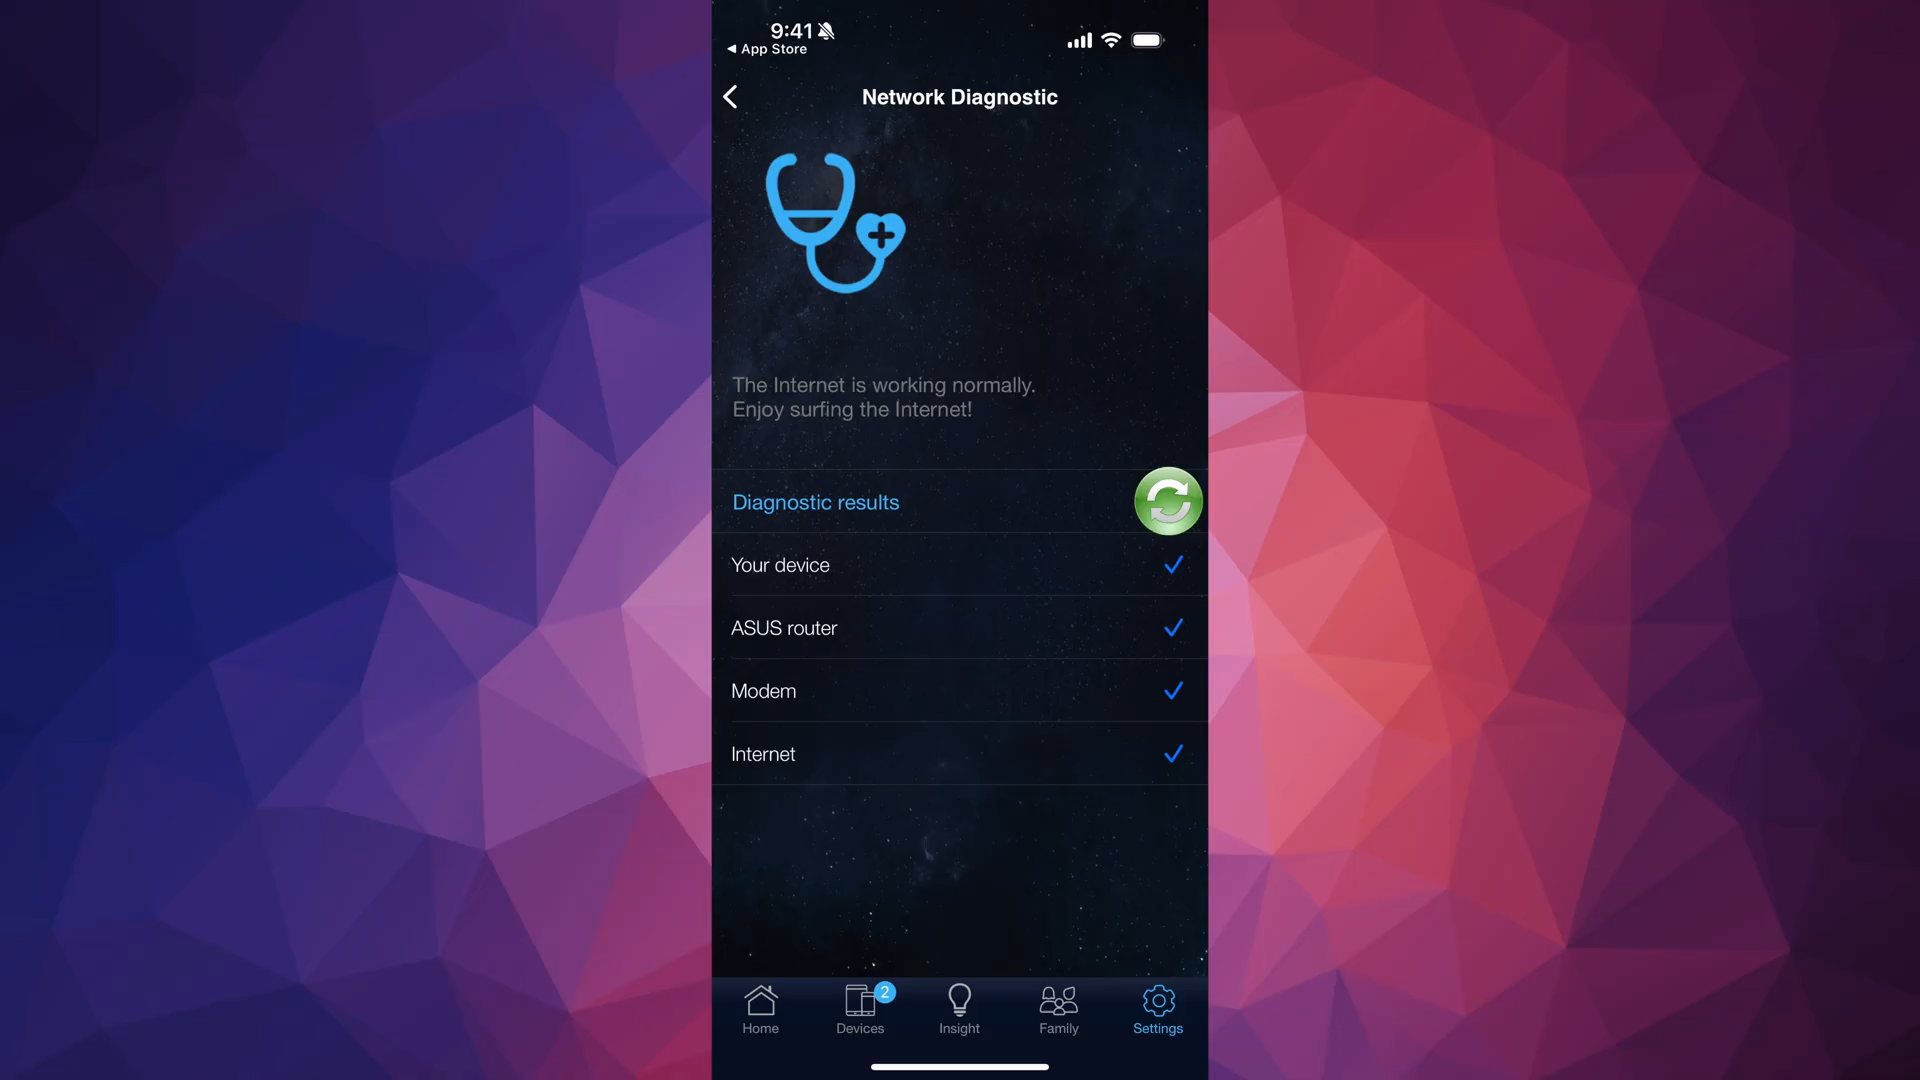 9:41
◀ App Store
Network Diagnostic
The Internet is working normally.
Enjoy surfing the Internet!
Diagnostic results
Your device
ASUS router
Modem
Internet
2
Home
Devices
Insight
Family
Settings